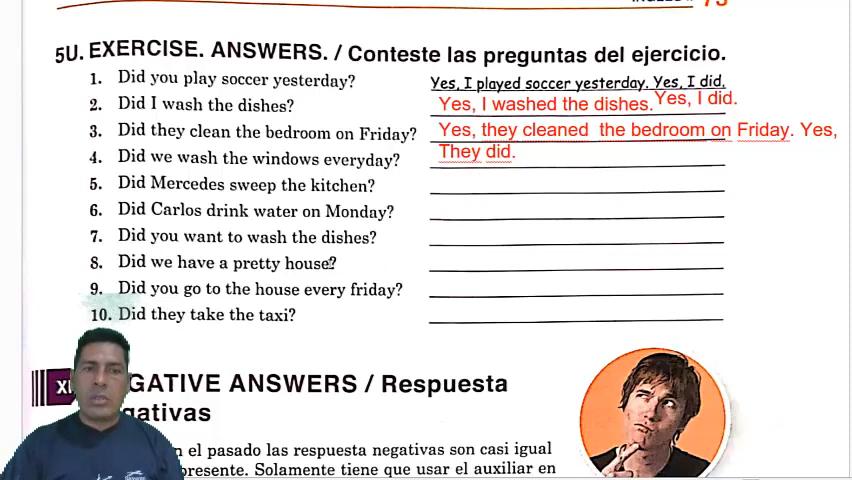 73
5U. EXERCISE. ANSWERS. / Conteste las preguntas del ejercicio.
1. Did you play soccer yesterday? Yes, I played soccer yesterday. Yes, I did.
2. Did I wash the dishes? Yes, I washed the dishes. Yes, I did.
3. Did they clean the bedroom on Friday? Yes, they cleaned the bedroom on Friday. Yes,
They did.
4. Did we wash the windows everyday?
5. Did Mercedes sweep the kitchen?
6. Did Carlos drink water on Monday?
7. Did you want to wash the dishes?
8. Did we have a pretty house?
9. Did you go to the house every friday?
10. Did they take the taxi?
GATIVE ANSWERS / Respuesta
gativas
n el pasado las respuesta negativas son casi igual
presente. Solamente tiene que usar el auxiliar en